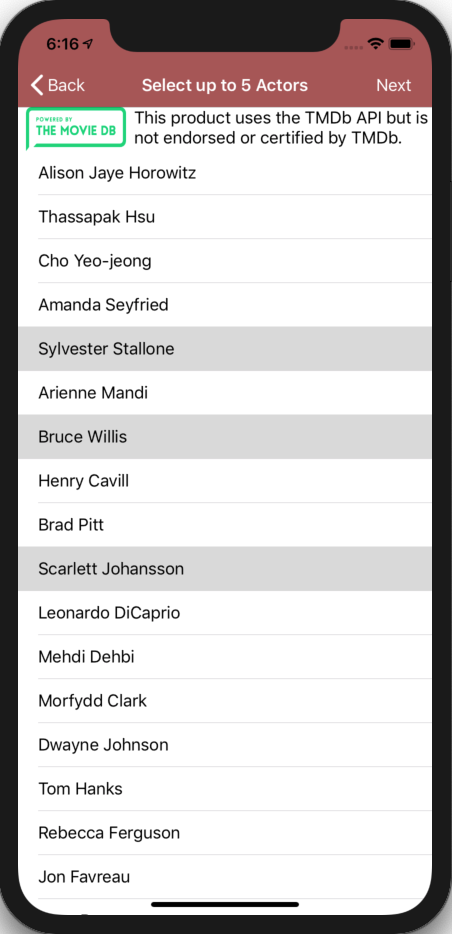 6:16
Back
Select up to 5 Actors
Next
POWERED BY
THE MOVIE DB
This product uses the TMDb API but is
not endorsed or certified by TMDb.
Alison Jaye Horowitz
Thassapak Hsu
Cho Yeo-jeong
Amanda Seyfried
Sylvester Stallone
Arienne Mandi
Bruce Willis
Henry Cavill
Brad Pitt
Scarlett Johansson
Leonardo DiCaprio
Mehdi Dehbi
Morfydd Clark
Dwayne Johnson
Tom Hanks
Rebecca Ferguson
Jon Favreau